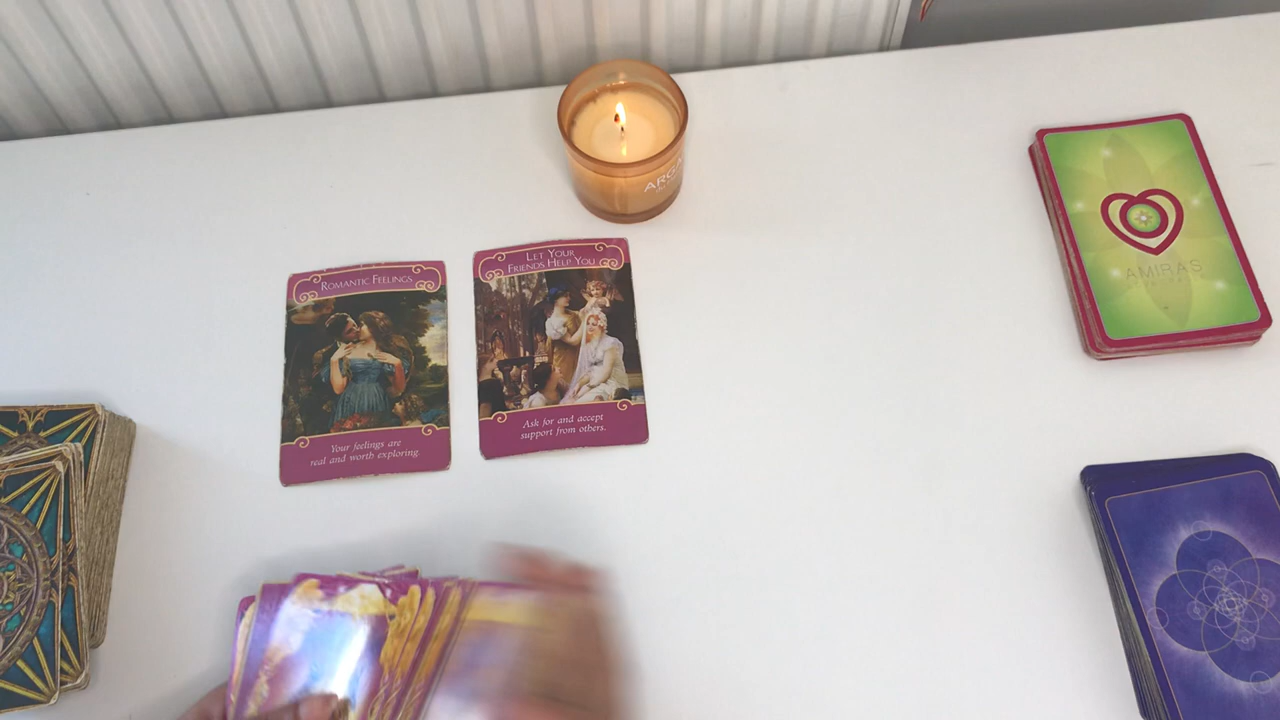 ROMANTIC FEELINGS
Your feelings are
real and worth exploring.
LET YOUR
FRIENDS HELP YOU
Ask for and accept
support from others.
AMIRAS